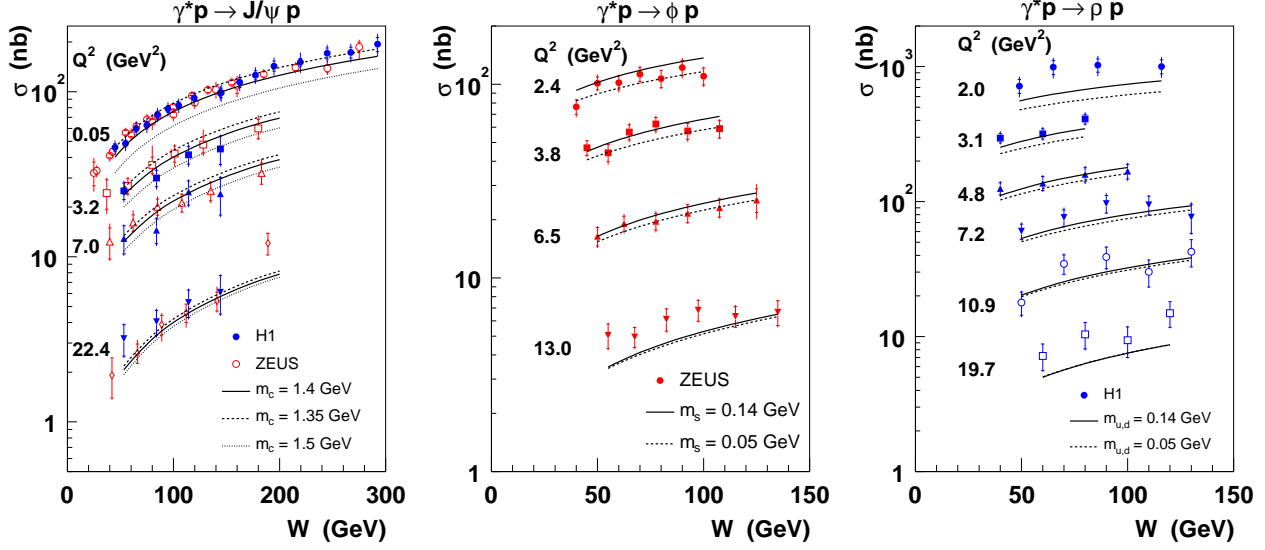 γ*p → J/ψ p
σ (nb)
Q² (GeV²)
10²
10
1
0.05
3.2
7.0
22.4
H1
ZEUS
m_c = 1.4 GeV
m_c = 1.35 GeV
m_c = 1.5 GeV
0 100 200 300
W (GeV)
γ*p → ϕ p
σ (nb)
Q² (GeV²)
10²
10
1
2.4
3.8
6.5
13.0
ZEUS
m_s = 0.14 GeV
m_s = 0.05 GeV
0 50 100 150
W (GeV)
γ*p → ρ p
σ (nb)
Q² (GeV²)
10³
10²
10
1
2.0
3.1
4.8
7.2
10.9
19.7
H1
m_{u,d} = 0.14 GeV
m_{u,d} = 0.05 GeV
0 50 100 150
W (GeV)